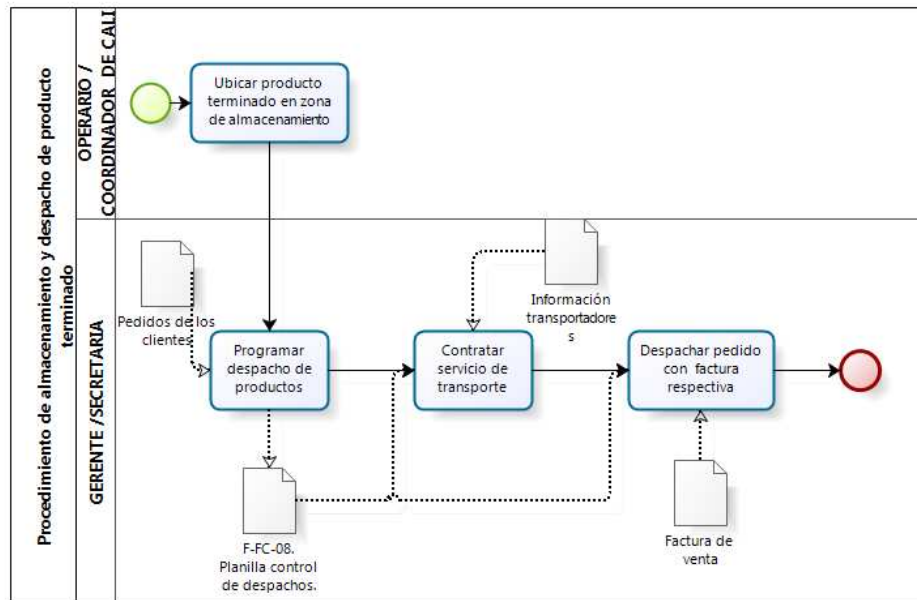 Procedimiento de almacenamiento y despacho de producto
terminado
OPERARIO /
COORDINADOR DE CALI
Ubicar producto
terminado en zona
de almacenamiento
GERENTE /SECRETARIA
Pedidos de los
clientes
Información
transportadore
s
Programar
despacho de
productos
Contratar
servicio de
transporte
Despachar pedido
con factura
respectiva
F-FC-08.
Planilla control
de despachos.
Factura de
venta